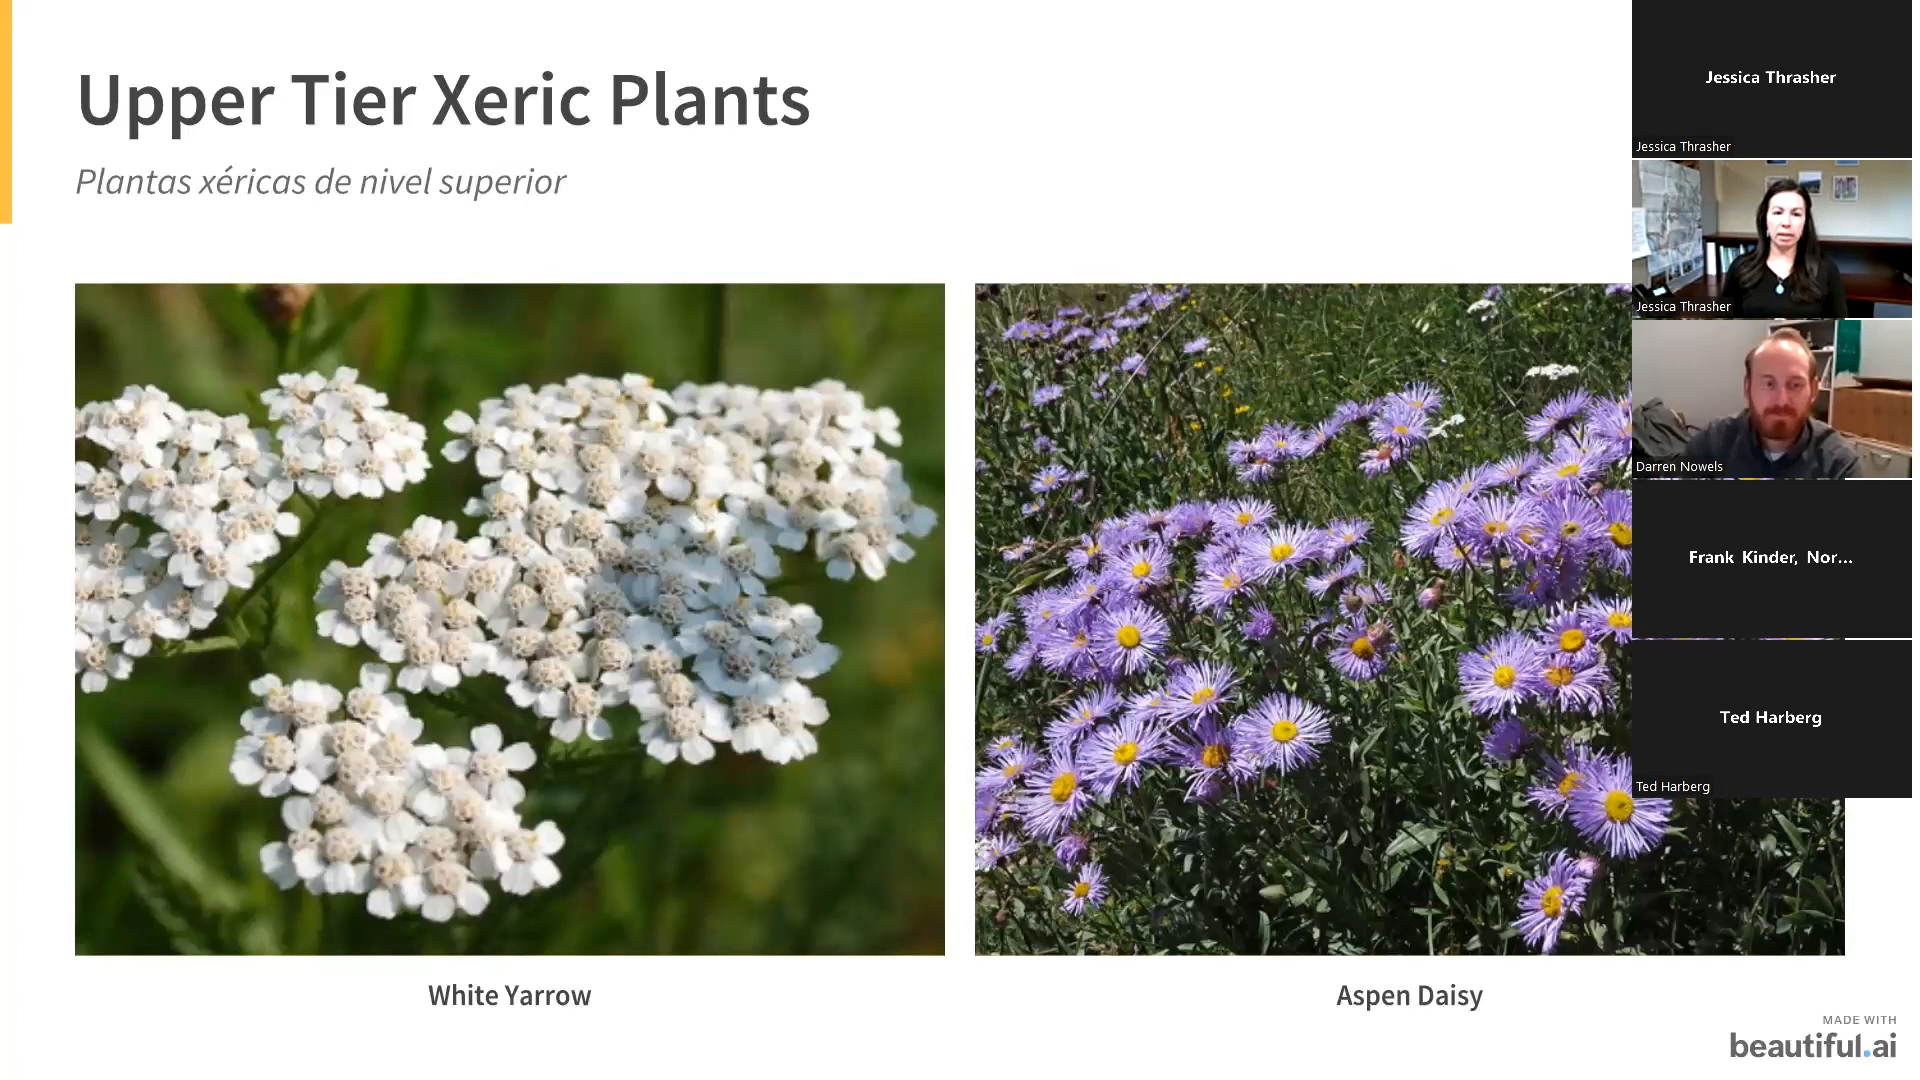 Upper Tier Xeric Plants
Plantas xéricas de nivel superior
White Yarrow
Aspen Daisy
Jessica Thrasher
Jessica Thrasher
Jessica Thrasher
Darren Nowels
Frank Kinder, Nor...
Ted Harberg
Ted Harberg
MADE WITH
beautiful.ai